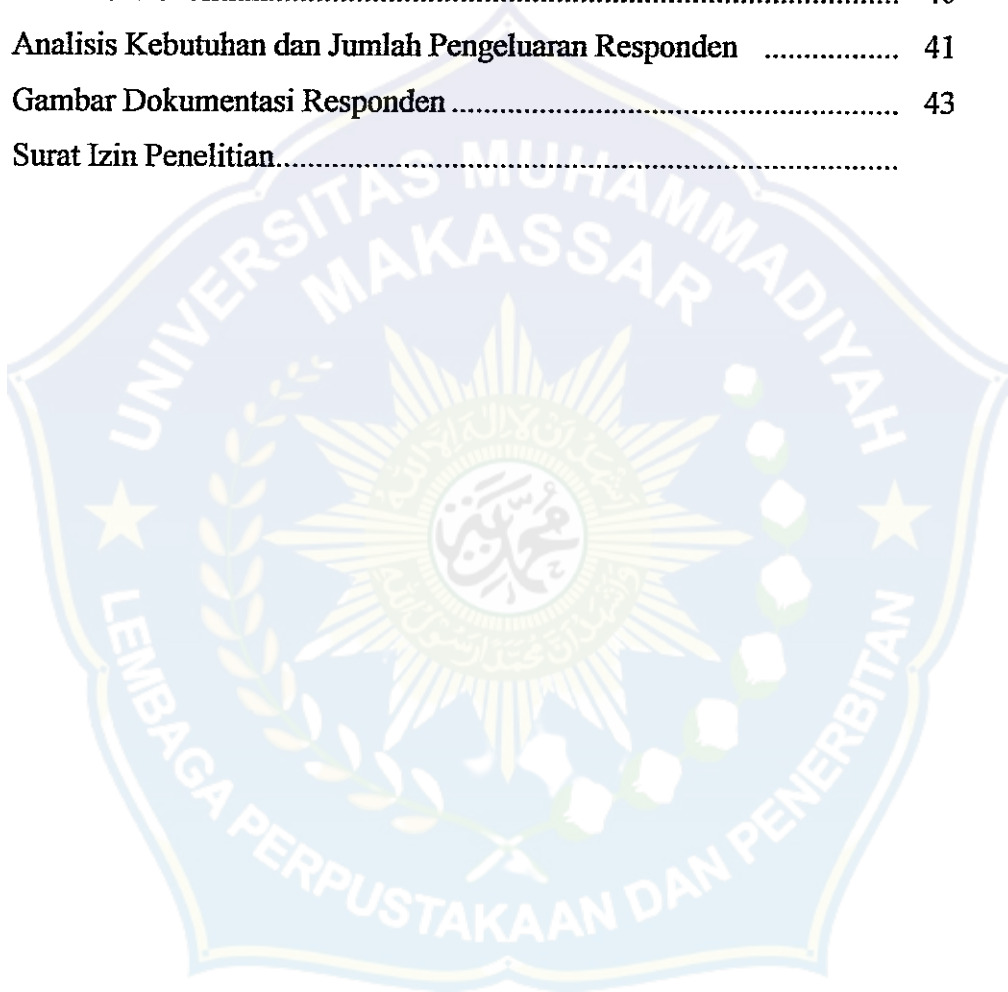 Analisis Kebutuhan dan Jumlah Pengeluaran Responden ................ 41
Gambar Dokumentasi Responden ................................................................ 43
Surat Izin Penelitian................................................................................
UNIVERSITAS MUHAMMADIYAH
MAKASSAR
محمد
LEMBAGA PERPUSTAKAAN DAN PENERBITAN